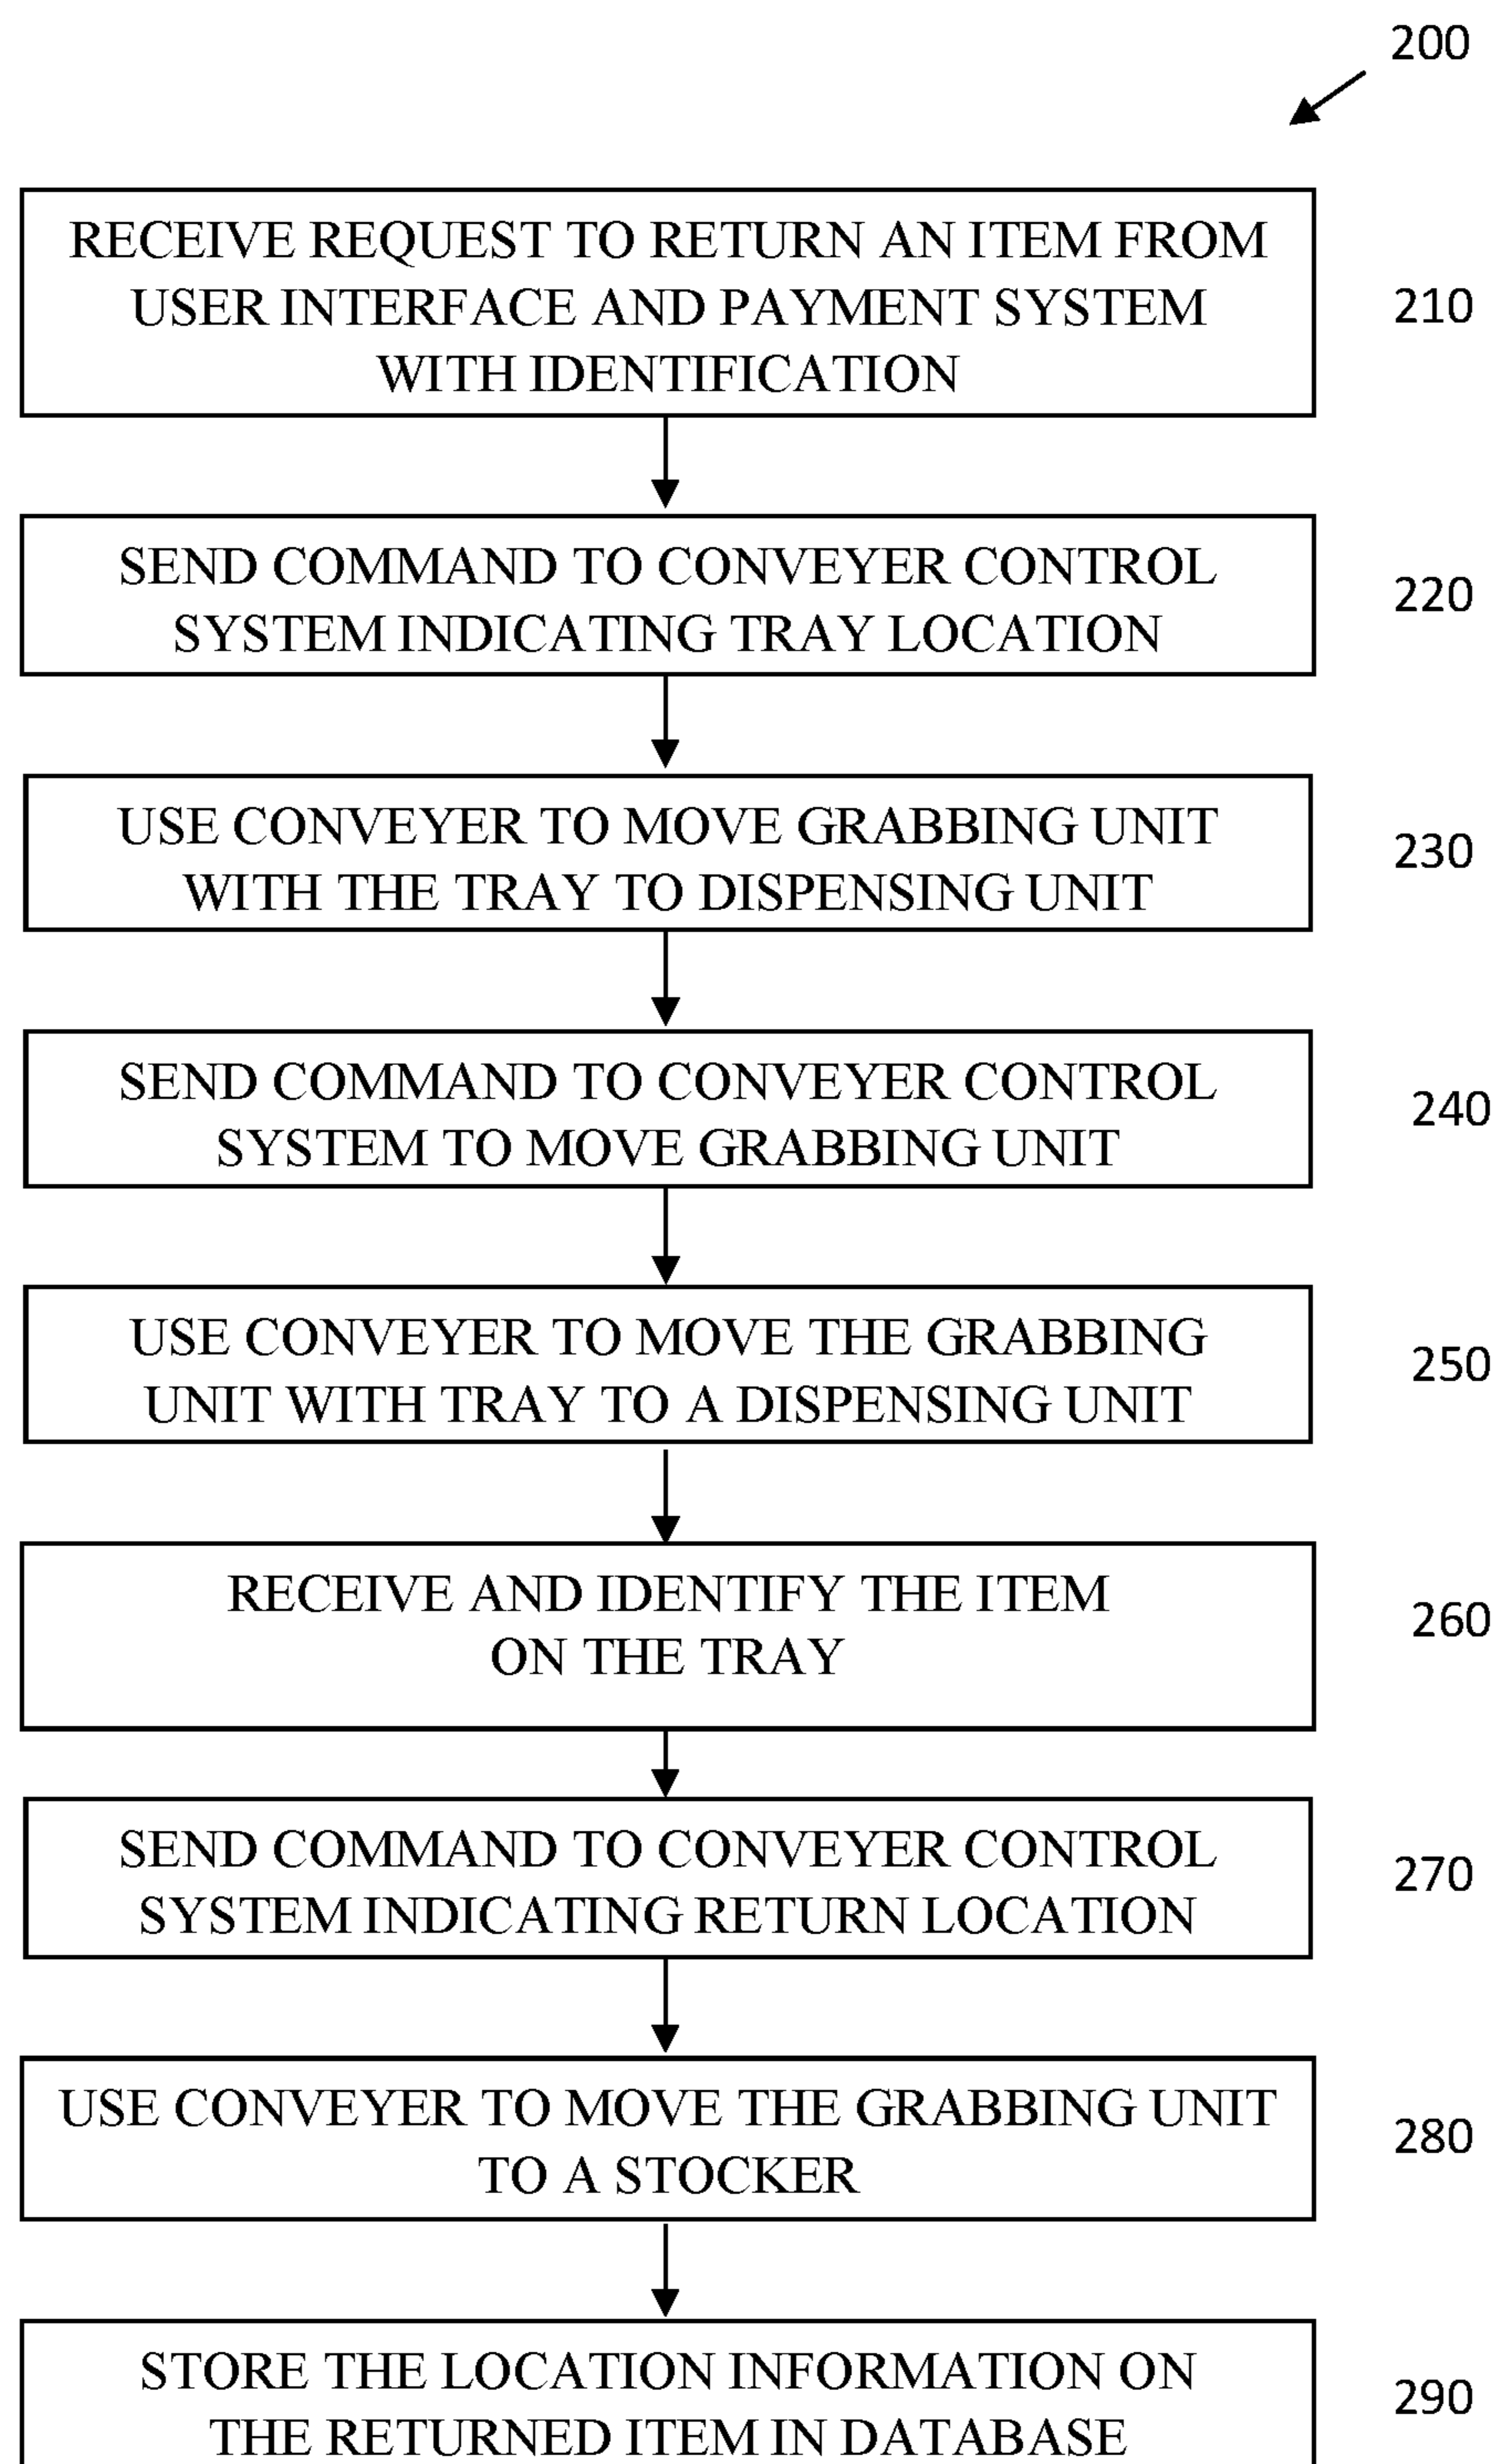 200
RECEIVE REQUEST TO RETURN AN ITEM FROM
USER INTERFACE AND PAYMENT SYSTEM
WITH IDENTIFICATION
210
SEND COMMAND TO CONVEYER CONTROL
SYSTEM INDICATING TRAY LOCATION
220
USE CONVEYER TO MOVE GRABBING UNIT
WITH THE TRAY TO DISPENSING UNIT
230
SEND COMMAND TO CONVEYER CONTROL
SYSTEM TO MOVE GRABBING UNIT
240
USE CONVEYER TO MOVE THE GRABBING
UNIT WITH TRAY TO A DISPENSING UNIT
250
RECEIVE AND IDENTIFY THE ITEM
ON THE TRAY
260
SEND COMMAND TO CONVEYER CONTROL
SYSTEM INDICATING RETURN LOCATION
270
USE CONVEYER TO MOVE THE GRABBING UNIT
TO A STOCKER
280
STORE THE LOCATION INFORMATION ON
THE RETURNED ITEM IN DATABASE
290